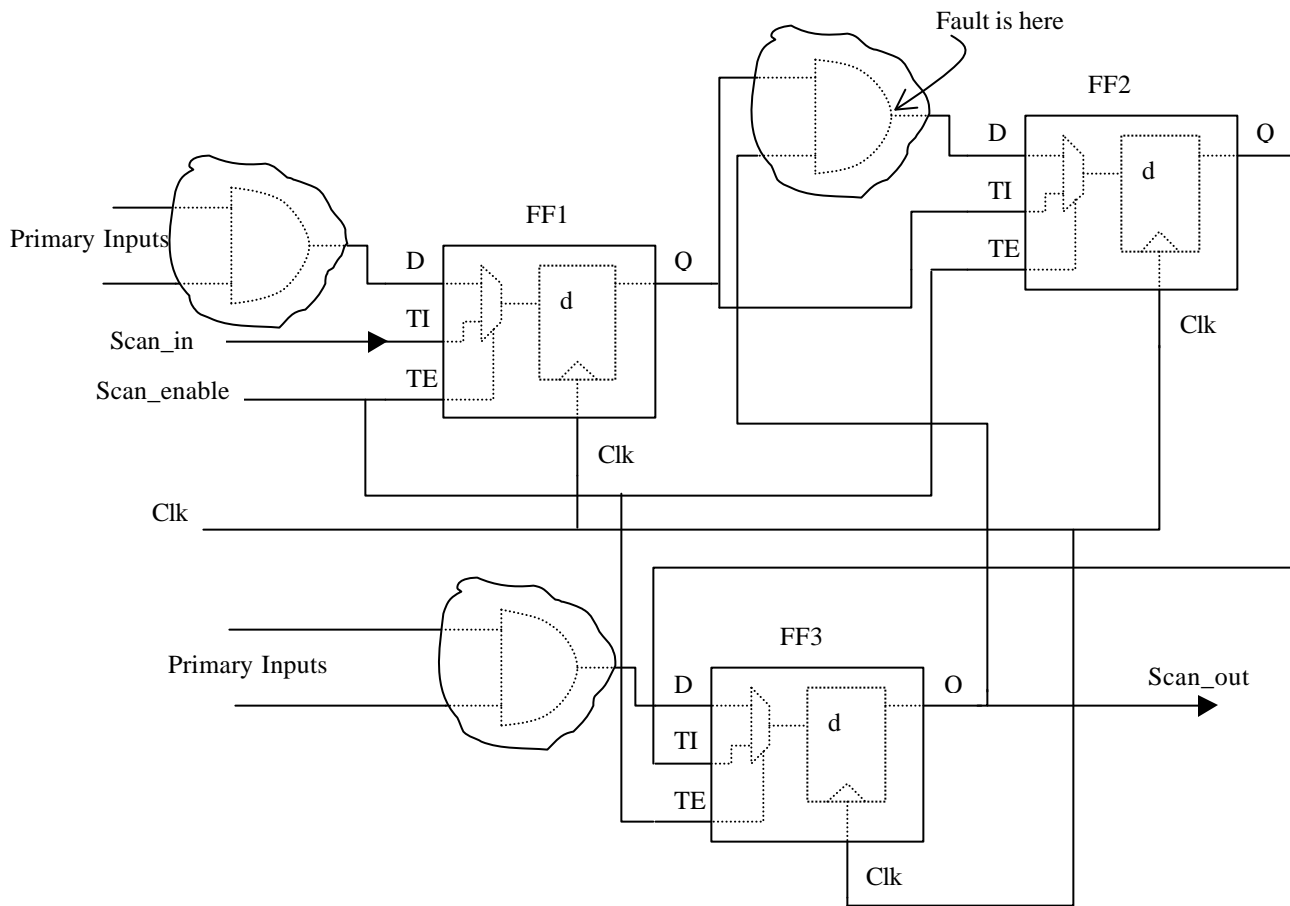 Fault is here
FF2
D
Q
d
TI
TE
Clk
Primary Inputs
FF1
D
Q
d
TI
Scan_in
TE
Scan_enable
Clk
Clk
FF3
Primary Inputs
D
O
Scan_out
d
TI
TE
Clk